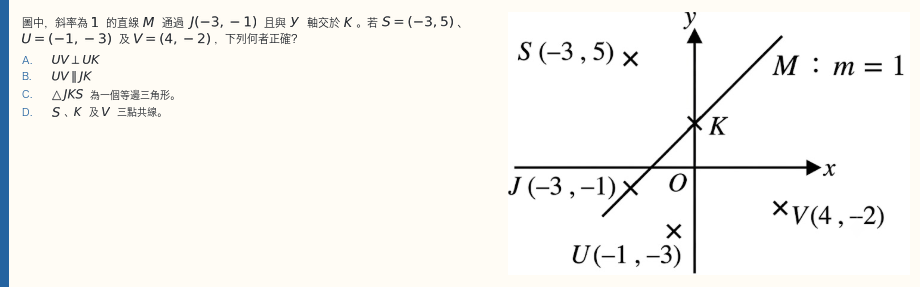 圖中，斜率為 1 的直線 M 通過 J(−3, −1) 且與 y 軸交於 K 。若 S = (−3, 5) 、
U = (−1, −3) 及 V = (4, −2) ，下列何者正確?
A. UV ⊥ UK
B. UV ∥ JK
C. △JKS 為一個等邊三角形。
D. S 、K 及 V 三點共線。
y
S (–3 , 5)
M : m = 1
K
x
J (–3 , –1)
O
V(4 , –2)
U(–1 , –3)